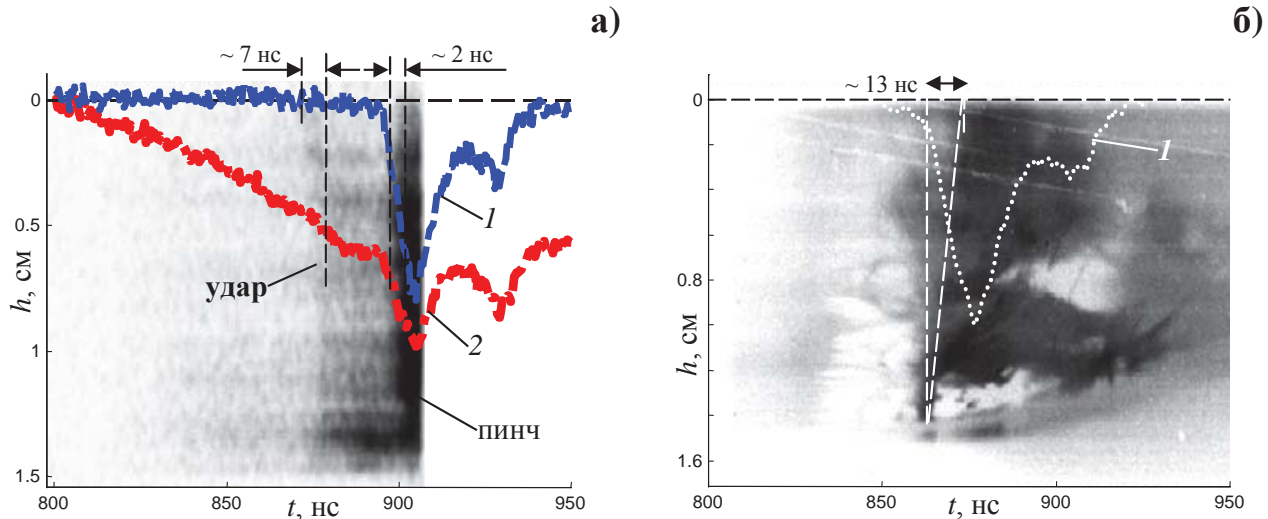 а)
~ 7 нс
~ 2 нс
0
0.5
1
1.5
h, см
удар
1
2
пинч
800
850
900
950
t, нс
б)
~ 13 нс
0
0.8
1.6
h, см
1
800
850
900
950
t, нс